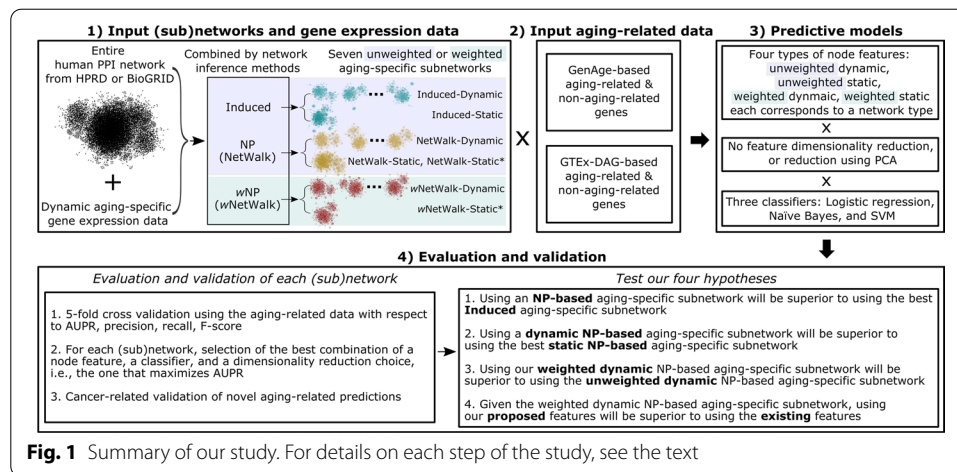 1) Input (sub)networks and gene expression data
Entire
human PPI network
from HPRD or BioGRID
+
Dynamic aging-specific
gene expression data
Combined by network
inference methods
Induced
NP
(NetWalk)
wNP
(wNetWalk)
Seven unweighted or weighted
aging-specific subnetworks
Induced-Dynamic
Induced-Static
NetWalk-Dynamic
NetWalk-Static, NetWalk-Static*
wNetWalk-Dynamic
wNetWalk-Static*
X
2) Input aging-related data
GenAge-based
aging-related &
non-aging-related
genes
GTEx-DAG-based
aging-related &
non-aging-related
genes
3) Predictive models
Four types of node features:
unweighted dynamic,
unweighted static,
weighted dynmaic, weighted static
each corresponds to a network type
X
No feature dimensionality reduction,
or reduction using PCA
X
Three classifiers: Logistic regression,
Naïve Bayes, and SVM
4) Evaluation and validation
Evaluation and validation of each (sub)network
1. 5-fold cross validation using the aging-related data with respect
to AUPR, precision, recall, F-score
2. For each (sub)network, selection of the best combination of a
node feature, a classifier, and a dimensionality reduction choice,
i.e., the one that maximizes AUPR
3. Cancer-related validation of novel aging-related predictions
Test our four hypotheses
1. Using an NP-based aging-specific subnetwork will be superior to using the best
Induced aging-specific subnetwork
2. Using a dynamic NP-based aging-specific subnetwork will be superior to
using the best static NP-based aging-specific subnetwork
3. Using our weighted dynamic NP-based aging-specific subnetwork will be
superior to using the unweighted dynamic NP-based aging-specific subnetwork
4. Given the weighted dynamic NP-based aging-specific subnetwork, using
our proposed features will be superior to using the existing features
Fig. 1 Summary of our study. For details on each step of the study, see the text